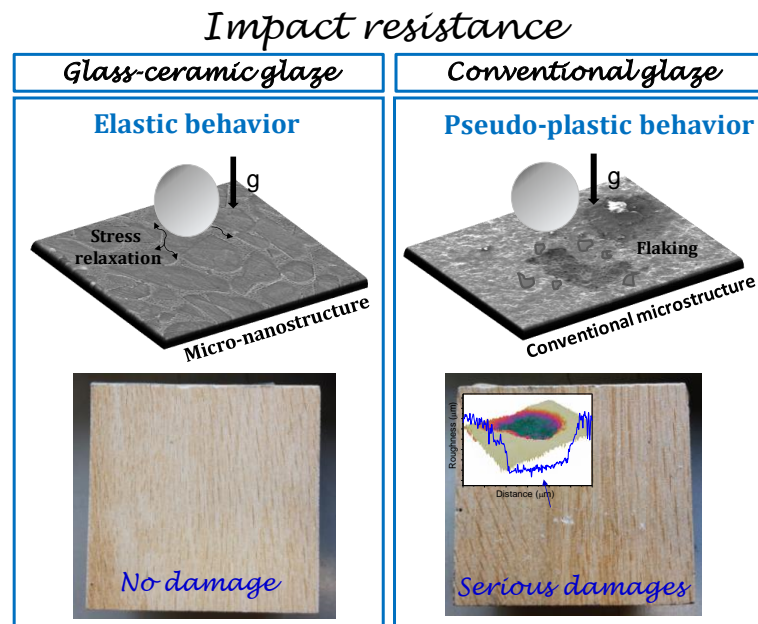 Impact resistance
Glass-ceramic glaze
Conventional glaze
Elastic behavior
g
Stress
relaxation
Micro-nanostructure
No damage
Pseudo-plastic behavior
g
Flaking
Conventional microstructure
Roughness (μm)
Distance (μm)
Serious damages